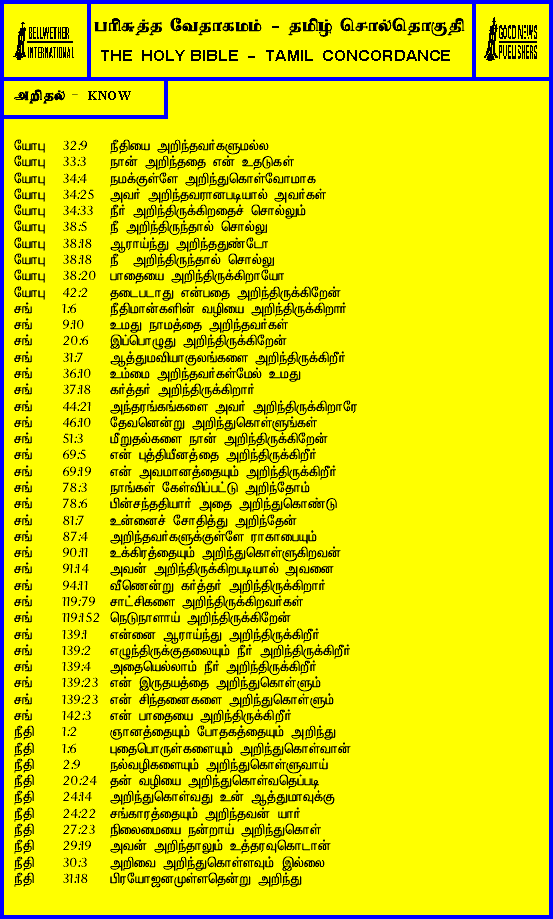 BELLWETHER
INTERNATIONAL
பரிசுத்த வேதாகமம் - தமிழ் சொல்தொகுதி
THE HOLY BIBLE - TAMIL CONCORDANCE
GOOD NEWS
PUBLISHERS
அறிதல் - KNOW
யோபு 32:9 நீதியை அறிந்தவர்களுமல்ல
யோபு 33:3 நான் அறிந்ததை என் உதடுகள்
யோபு 34:4 நமக்குள்ளே அறிந்துகொள்வோமாக
யோபு 34:25 அவர் அறிந்தவரானபடியால் அவர்கள்
யோபு 34:33 நீர் அறிந்திருக்கிறதைச் சொல்லும்
யோபு 38:5 நீ அறிந்திருந்தால் சொல்லு
யோபு 38:18 ஆராய்ந்து அறிந்ததுண்டோ
யோபு 38:18 நீ அறிந்திருந்தால் சொல்லு
யோபு 38:20 பாதையை அறிந்திருக்கிறாயோ
யோபு 42:2 தடைபடாது என்பதை அறிந்திருக்கிறேன்
சங் 1:6 நீதிமான்களின் வழியை அறிந்திருக்கிறார்
சங் 9:10 உமது நாமத்தை அறிந்தவர்கள்
சங் 20:6 இப்பொழுது அறிந்திருக்கிறேன்
சங் 31:7 ஆத்துமவியாகுலங்களை அறிந்திருக்கிறீர்
சங் 36:10 உம்மை அறிந்தவர்கள்மேல் உமது
சங் 37:18 கர்த்தர் அறிந்திருக்கிறார்
சங் 44:21 அந்தரங்கங்களை அவர் அறிந்திருக்கிறாரே
சங் 46:10 தேவனென்று அறிந்துகொள்ளுங்கள்
சங் 51:3 மீறுதல்களை நான் அறிந்திருக்கிறேன்
சங் 69:5 என் புத்தியீனத்தை அறிந்திருக்கிறீர்
சங் 69:19 என் அவமானத்தையும் அறிந்திருக்கிறீர்
சங் 78:3 நாங்கள் கேள்விப்பட்டு அறிந்தோம்
சங் 78:6 பின்சந்ததியார் அதை அறிந்துகொண்டு
சங் 81:7 உன்னைச் சோதித்து அறிந்தேன்
சங் 87:4 அறிந்தவர்களுக்குள்ளே ராகாபையும்
சங் 90:11 உக்கிரத்தையும் அறிந்துகொள்ளுகிறவன்
சங் 91:14 அவன் அறிந்திருக்கிறபடியால் அவனை
சங் 94:11 வீணென்று கர்த்தர் அறிந்திருக்கிறார்
சங் 119:79 சாட்சிகளை அறிந்திருக்கிறவர்கள்
சங் 119:152 நெடுநாளாய் அறிந்திருக்கிறேன்
சங் 139:1 என்னை ஆராய்ந்து அறிந்திருக்கிறீர்
சங் 139:2 எழுந்திருக்குதலையும் நீர் அறிந்திருக்கிறீர்
சங் 139:4 அதையெல்லாம் நீர் அறிந்திருக்கிறீர்
சங் 139:23 என் இருதயத்தை அறிந்துகொள்ளும்
சங் 139:23 என் சிந்தனைகளை அறிந்துகொள்ளும்
சங் 142:3 என் பாதையை அறிந்திருக்கிறீர்
நீதி 1:2 ஞானத்தையும் போதகத்தையும் அறிந்து
நீதி 1:6 புதைபொருள்களையும் அறிந்துகொள்வான்
நீதி 2:9 நல்வழிகளையும் அறிந்துகொள்ளுவாய்
நீதி 20:24 தன் வழியை அறிந்துகொள்வதெப்படி
நீதி 24:14 அறிந்துகொள்வது உன் ஆத்துமாவுக்கு
நீதி 24:22 சங்காரத்தையும் அறிந்தவன் யார்
நீதி 27:23 நிலைமையை நன்றாய் அறிந்துகொள்
நீதி 29:19 அவன் அறிந்தாலும் உத்தரவுகொடான்
நீதி 30:3 அறிவை அறிந்துகொள்ளவும் இல்லை
நீதி 31:18 பிரயோஜனமுள்ளதென்று அறிந்து